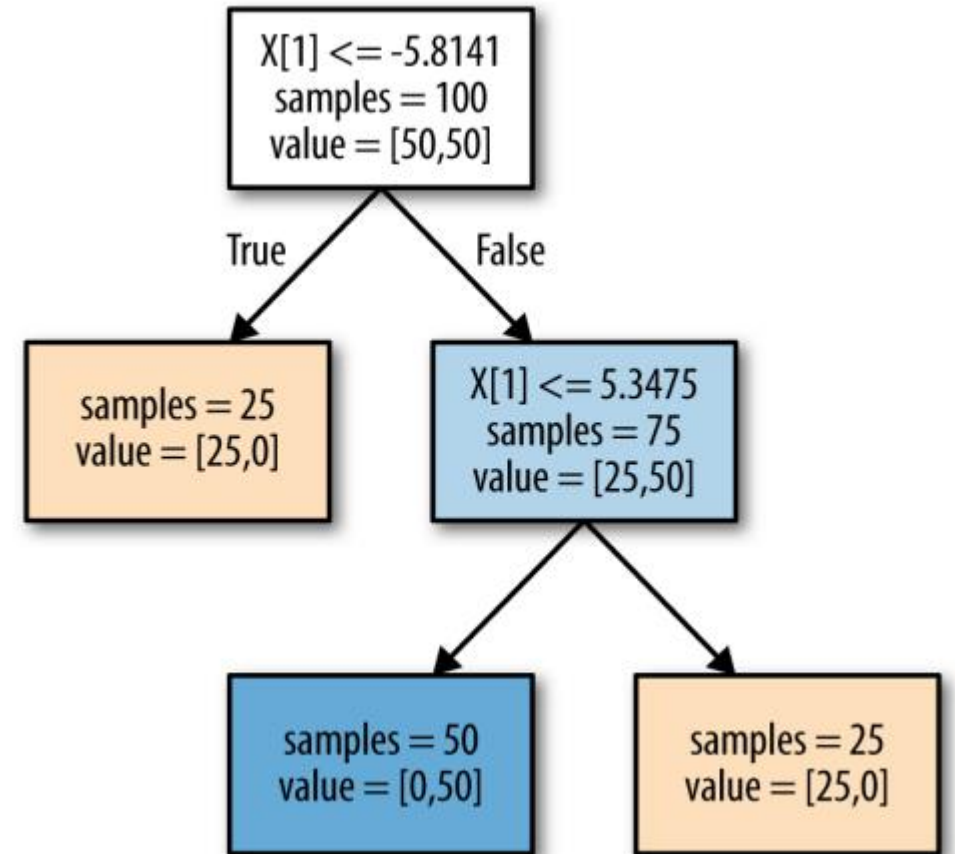 X[1] <= -5.8141
samples = 100
value = [50,50]
True
False
samples = 25
value = [25,0]
X[1] <= 5.3475
samples = 75
value = [25,50]
samples = 50
value = [0,50]
samples = 25
value = [25,0]